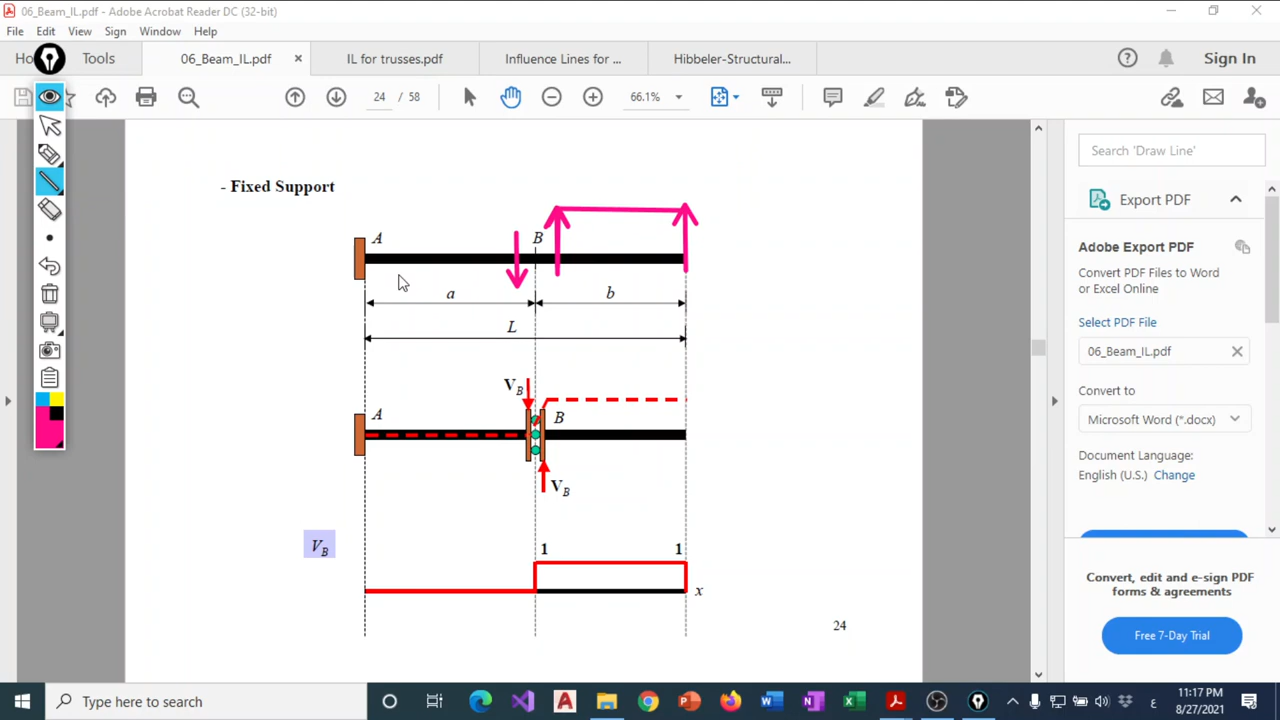 06_Beam_IL.pdf - Adobe Acrobat Reader DC (32-bit)
File Edit View Sign Window Help
Ho Tools 06_Beam_IL.pdf IL for trusses.pdf Influence Lines for ... Hibbeler-Structural... Sign In
24 / 58 66.1%
Search 'Draw Line'
- Fixed Support
Export PDF
A B
Adobe Export PDF
Convert PDF Files to Word
or Excel Online
a b
L
Select PDF File
06_Beam_IL.pdf
Convert to
Microsoft Word (*.docx)
V_B
A B
Document Language:
English (U.S.) Change
V_B
V_B 1 1
x
Convert, edit and e-sign PDF
forms & agreements
24
Free 7-Day Trial
Type here to search
ع
11:17 PM
8/27/2021